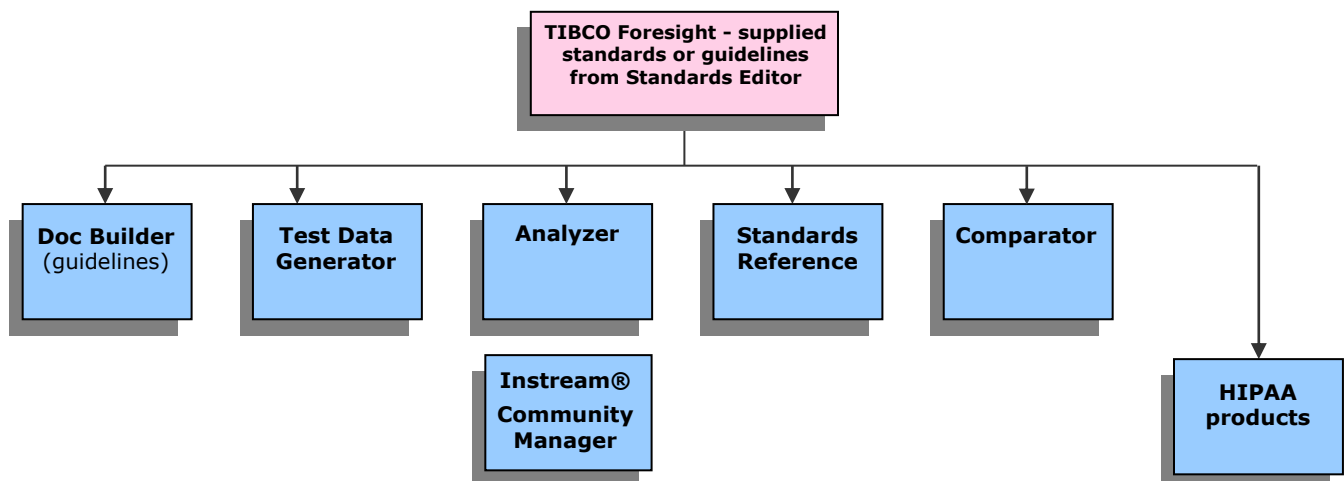 TIBCO Foresight - supplied
standards or guidelines
from Standards Editor
Doc Builder
(guidelines)
Test Data
Generator
Analyzer
Standards
Reference
Comparator
Instream®
Community
Manager
HIPAA
products